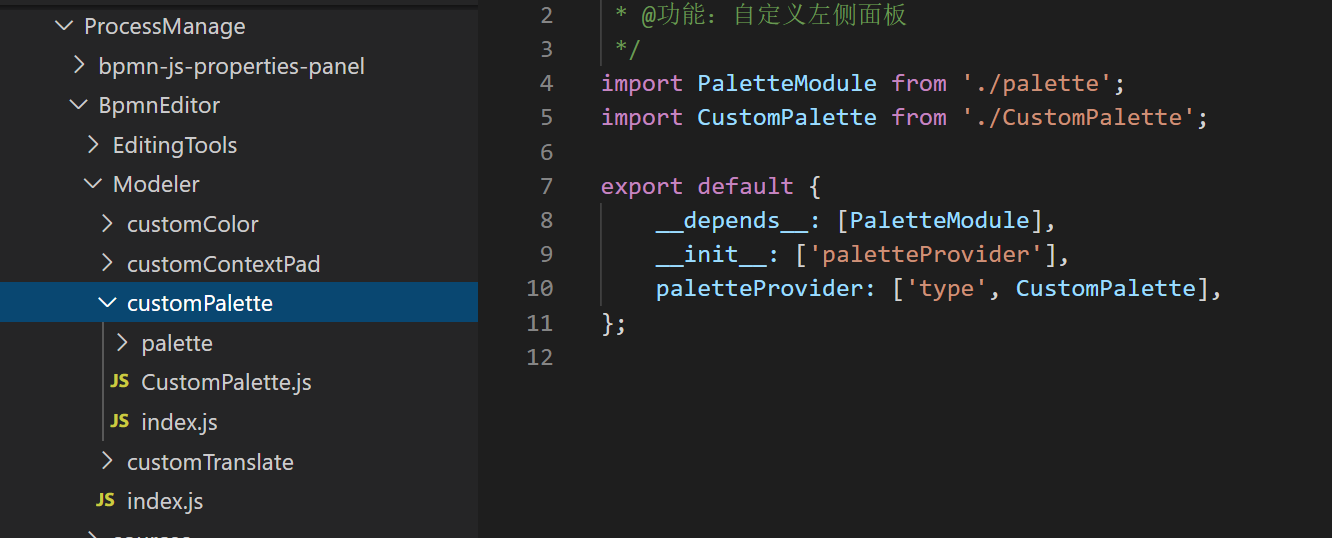 ProcessManage
bpmn-js-properties-panel
BpmnEditor
EditingTools
Modeler
customColor
customContextPad
customPalette
palette
JS CustomPalette.js
JS index.js
customTranslate
JS index.js
2 * @功能: 自定义左侧面板
3 */
4 import PaletteModule from './palette';
5 import CustomPalette from './CustomPalette';
6
7 export default {
8 __depends__: [PaletteModule],
9 __init__: ['paletteProvider'],
10 paletteProvider: ['type', CustomPalette],
11 };
12